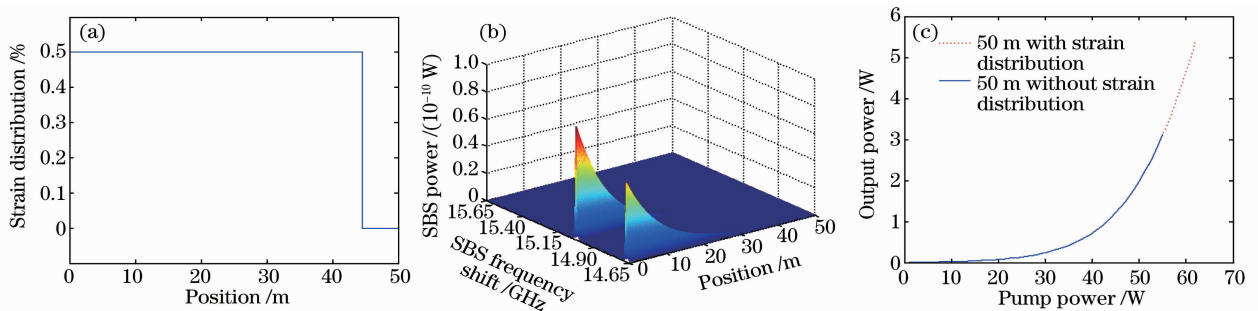 (a)
Strain distribution /%
0.5
0.4
0.3
0.2
0.1
0
0
10
20
30
40
50
Position /m
(b)
SBS power /(10⁻¹⁰ W)
1.0
0.8
0.6
0.4
0.2
0
15.65
15.40
15.15
14.90
14.65
SBS frequency
shift /GHz
0
10
20
30
40
50
Position /m
(c)
Output power /W
6
5
4
3
2
1
0
50 m with strain
distribution
50 m without strain
distribution
0
10
20
30
40
50
60
70
Pump power /W